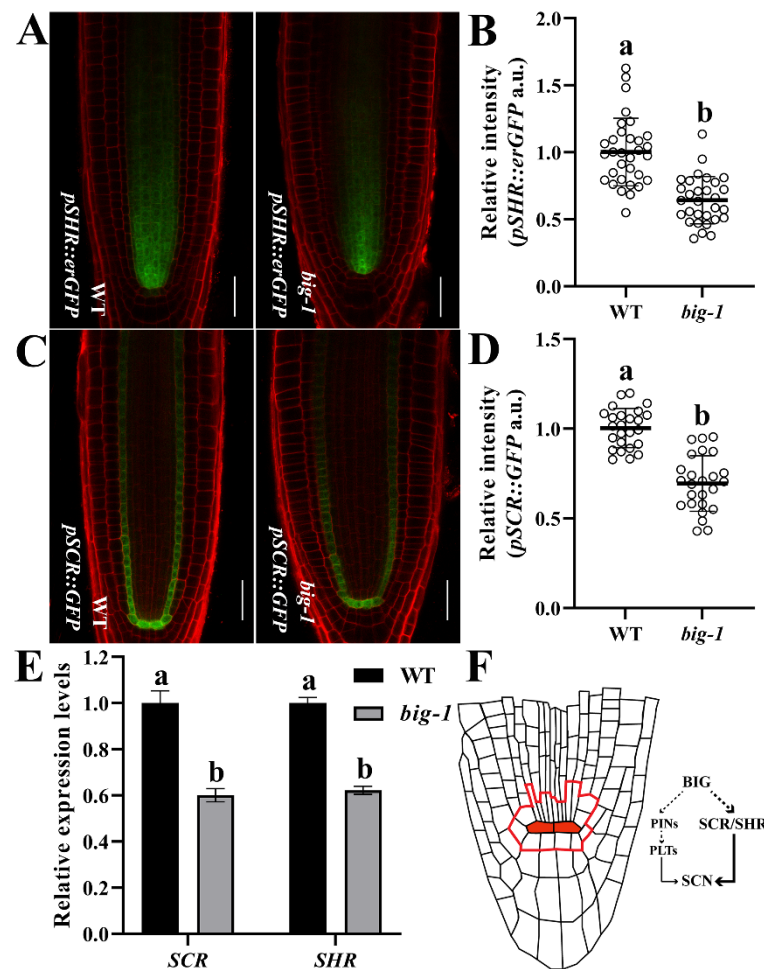 A
pSHR::erGFP
WT
pSHR::erGFP
big-1
B
Relative intensity
(pSHR::erGFP a.u.)
2.0
1.5
1.0
0.5
0.0
a
b
WT
big-1
C
pSCR::GFP
WT
pSCR::GFP
big-1
D
Relative intensity
(pSCR::GFP a.u.)
1.5
1.0
0.5
0.0
a
b
WT
big-1
E
Relative expression levels
1.2
1.0
0.8
0.6
0.4
0.2
0.0
a
b
a
b
SCR
SHR
WT
big-1
F
BIG
PINs
SCR/SHR
PLTs
SCN